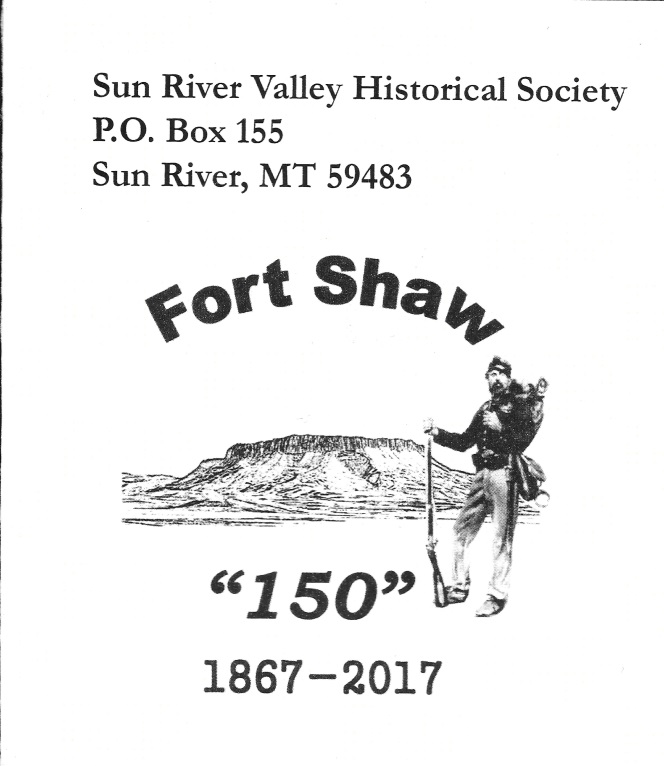 Sun River Valley Historical Society
P.O. Box 155
Sun River, MT 59483
Fort Shaw
“150”
1867–2017